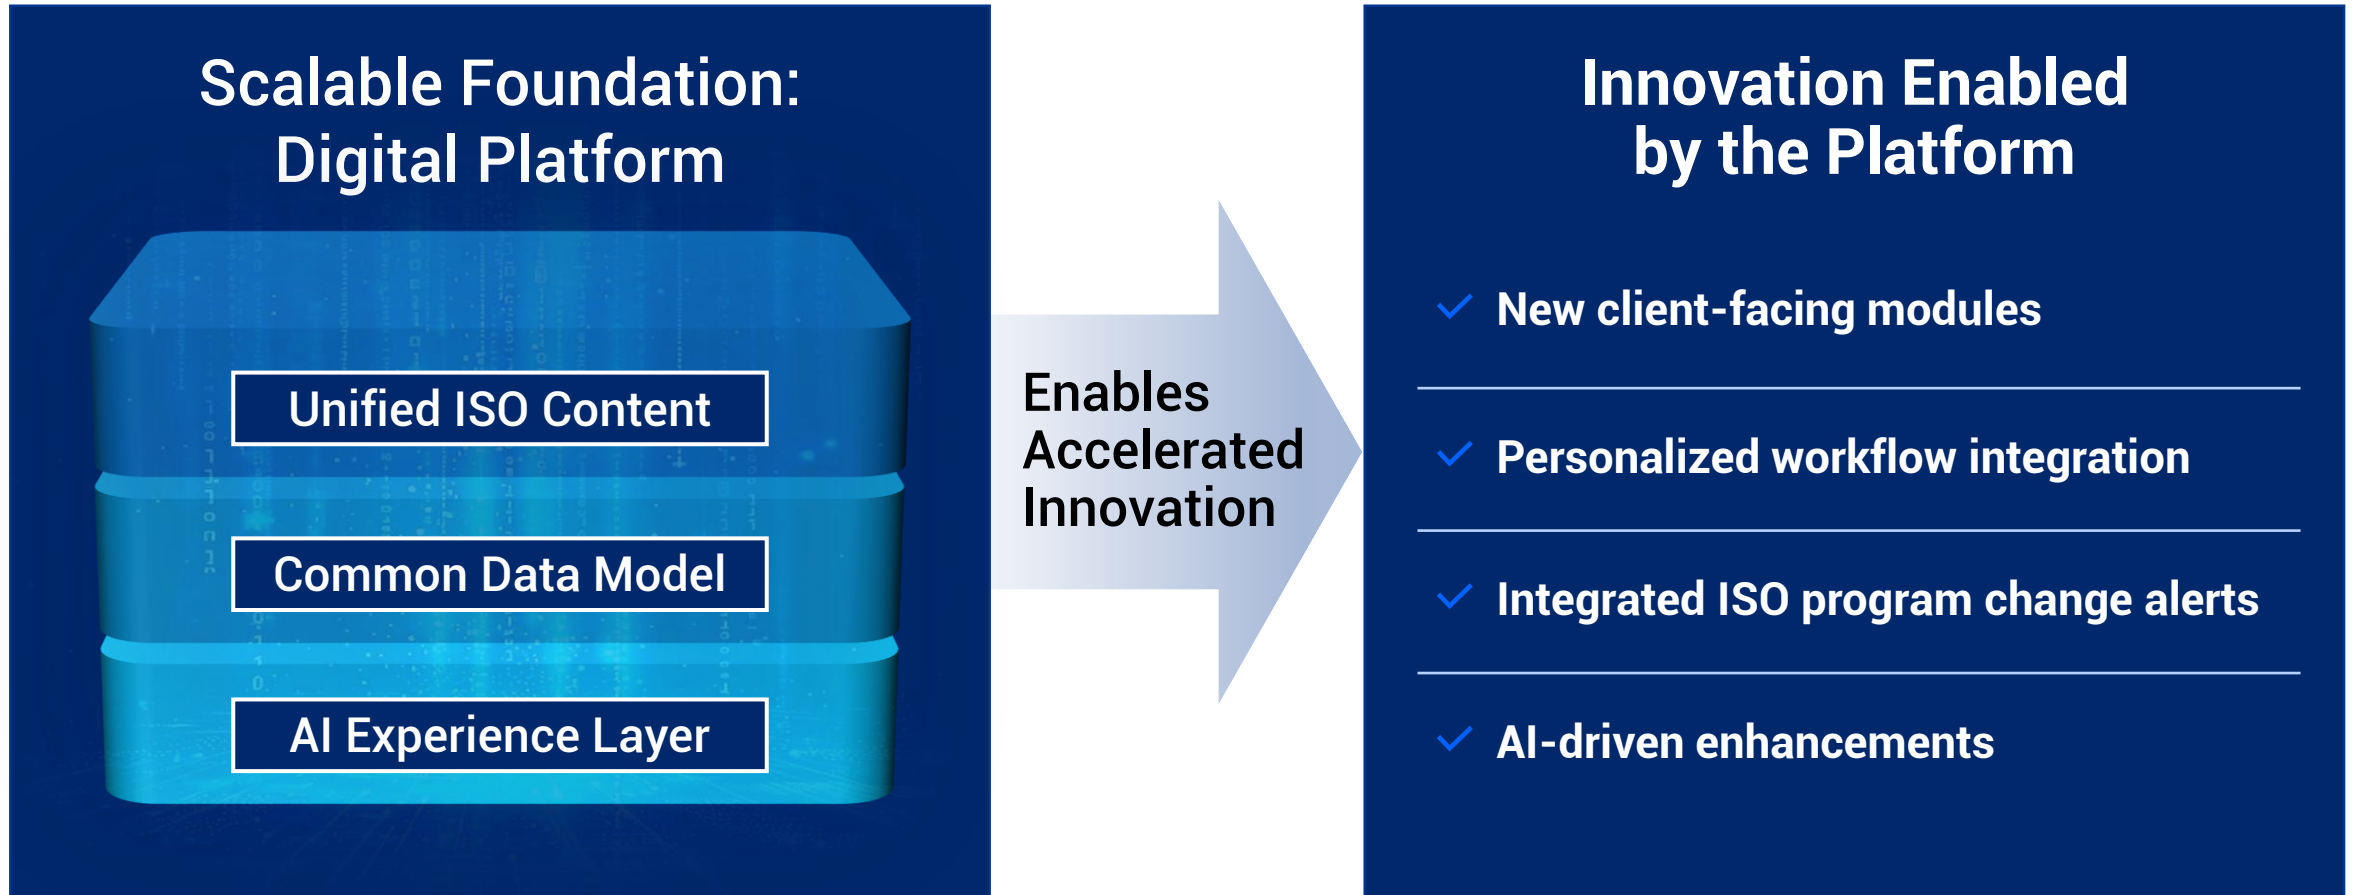 Scalable Foundation:
Digital Platform
Unified ISO Content
Common Data Model
AI Experience Layer
Enables
Accelerated
Innovation
Innovation Enabled
by the Platform
New client-facing modules
Personalized workflow integration
Integrated ISO program change alerts
AI-driven enhancements